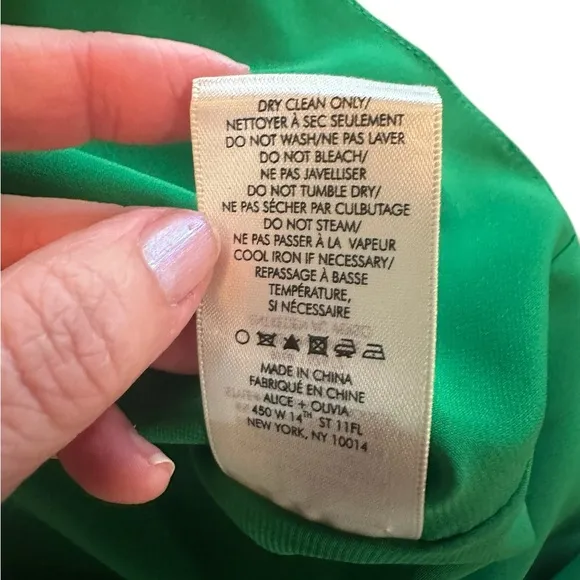 DRY CLEAN ONLY/
NETTOYER À SEC SEULEMENT
DO NOT WASH/NE PAS LAVER
DO NOT BLEACH/
NE PAS JAVELLISER
DO NOT TUMBLE DRY/
NE PAS SÉCHER PAR CULBUTAGE
DO NOT STEAM/
NE PAS PASSER À LA VAPEUR
COOL IRON IF NECESSARY/
REPASSAGE À BASSE
TEMPÉRATURE,
SI NÉCESSAIRE
MADE IN CHINA
FABRIQUÉ EN CHINE
ALICE + OLIVIA
450 W 14TH ST 11FL
NEW YORK, NY 10014